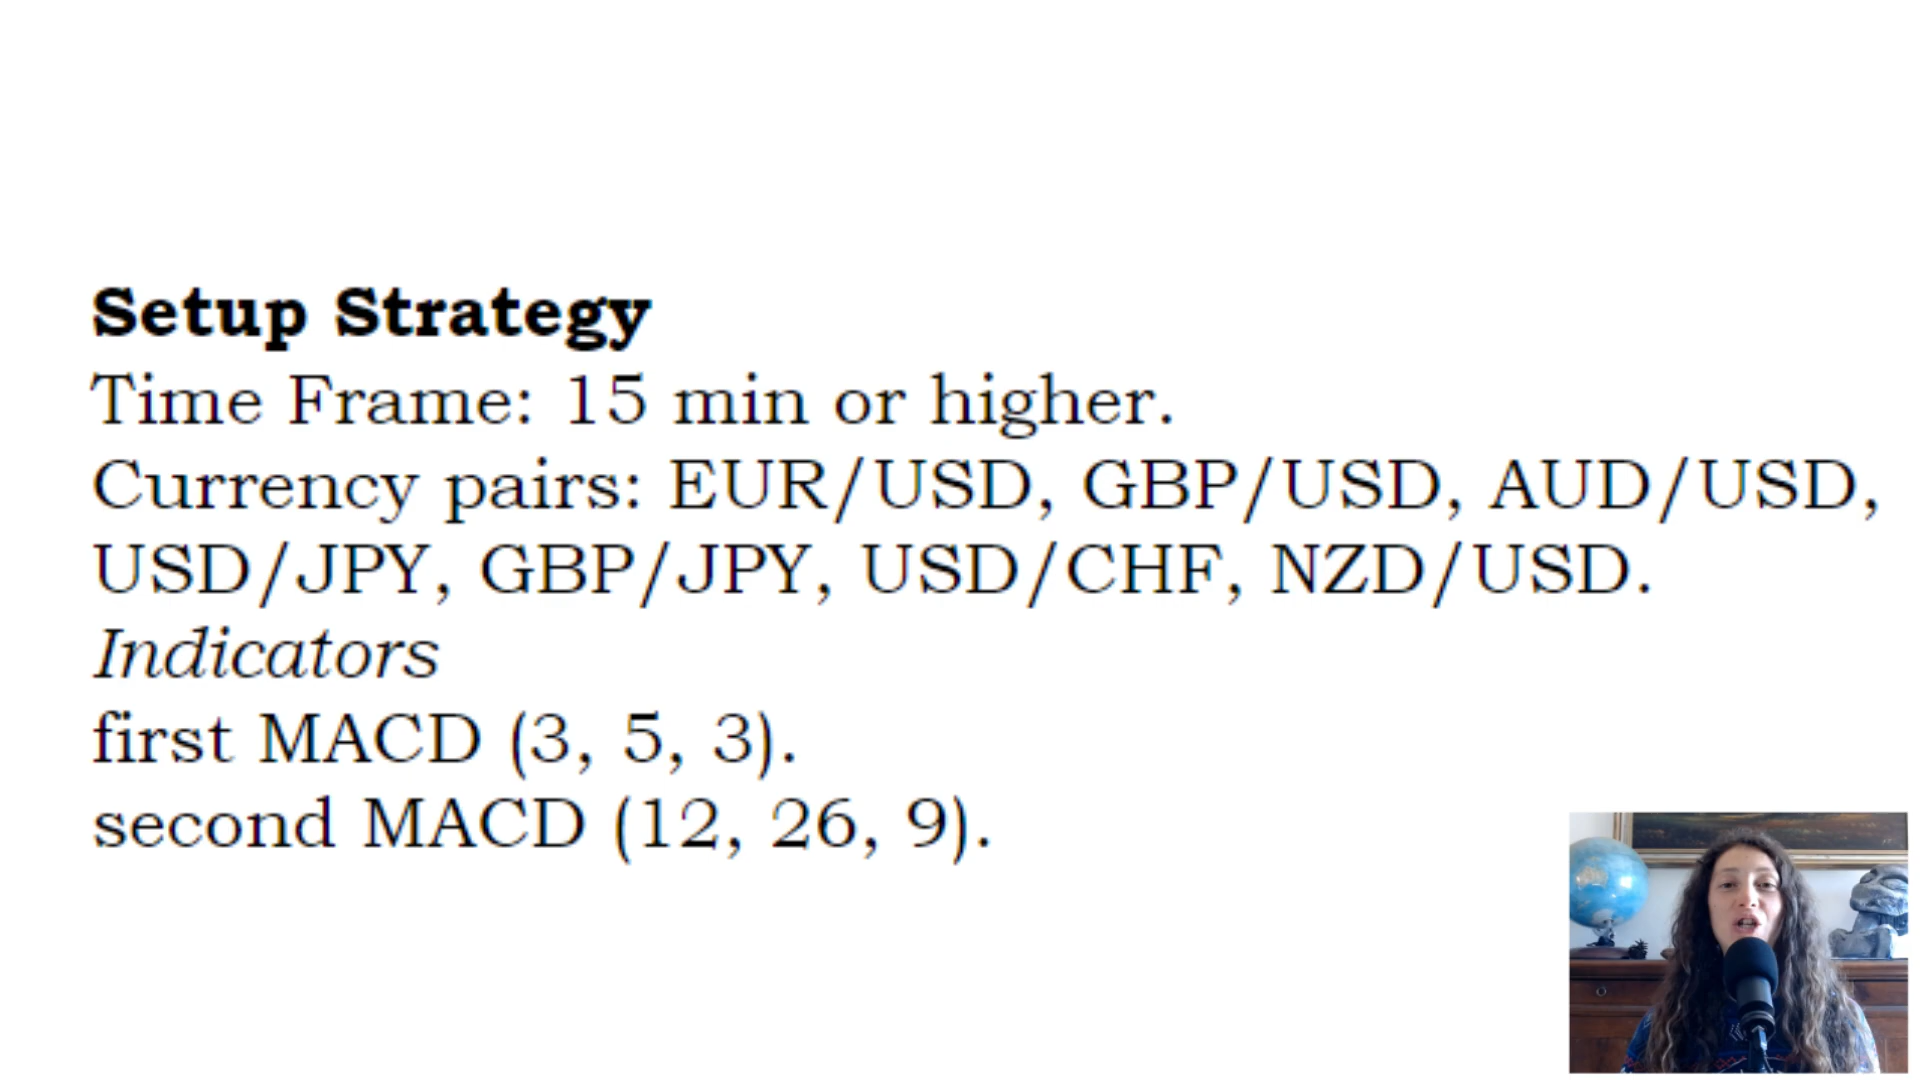 Setup Strategy
Time Frame: 15 min or higher.
Currency pairs: EUR/USD, GBP/USD, AUD/USD,
USD/JPY, GBP/JPY, USD/CHF, NZD/USD.
Indicators
first MACD (3, 5, 3).
second MACD (12, 26, 9).